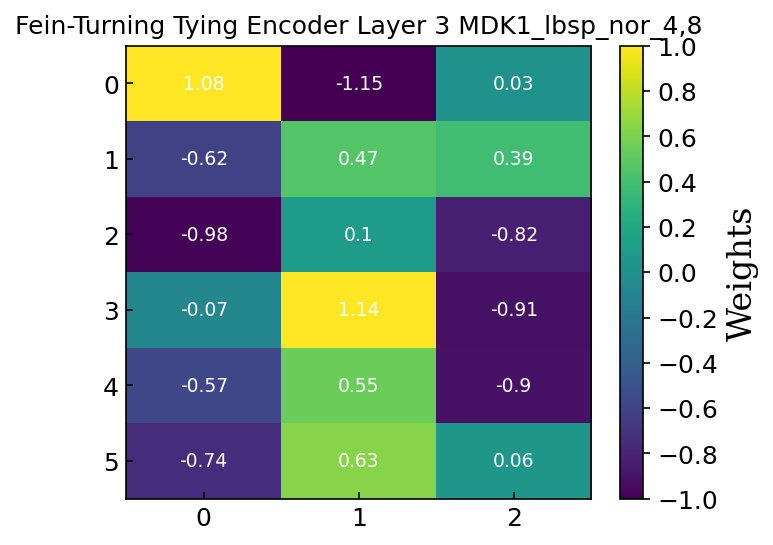 Fein-Turning Tying Encoder Layer 3 MDK1_lbsp_nor_4,8
0 1.08 -1.15 0.03
1 -0.62 0.47 0.39
2 -0.98 0.1 -0.82
3 -0.07 1.14 -0.91
4 -0.57 0.55 -0.9
5 -0.74 0.63 0.06
0 1 2
1.0
0.8
0.6
0.4
0.2
0.0
−0.2
−0.4
−0.6
−0.8
−1.0
Weights